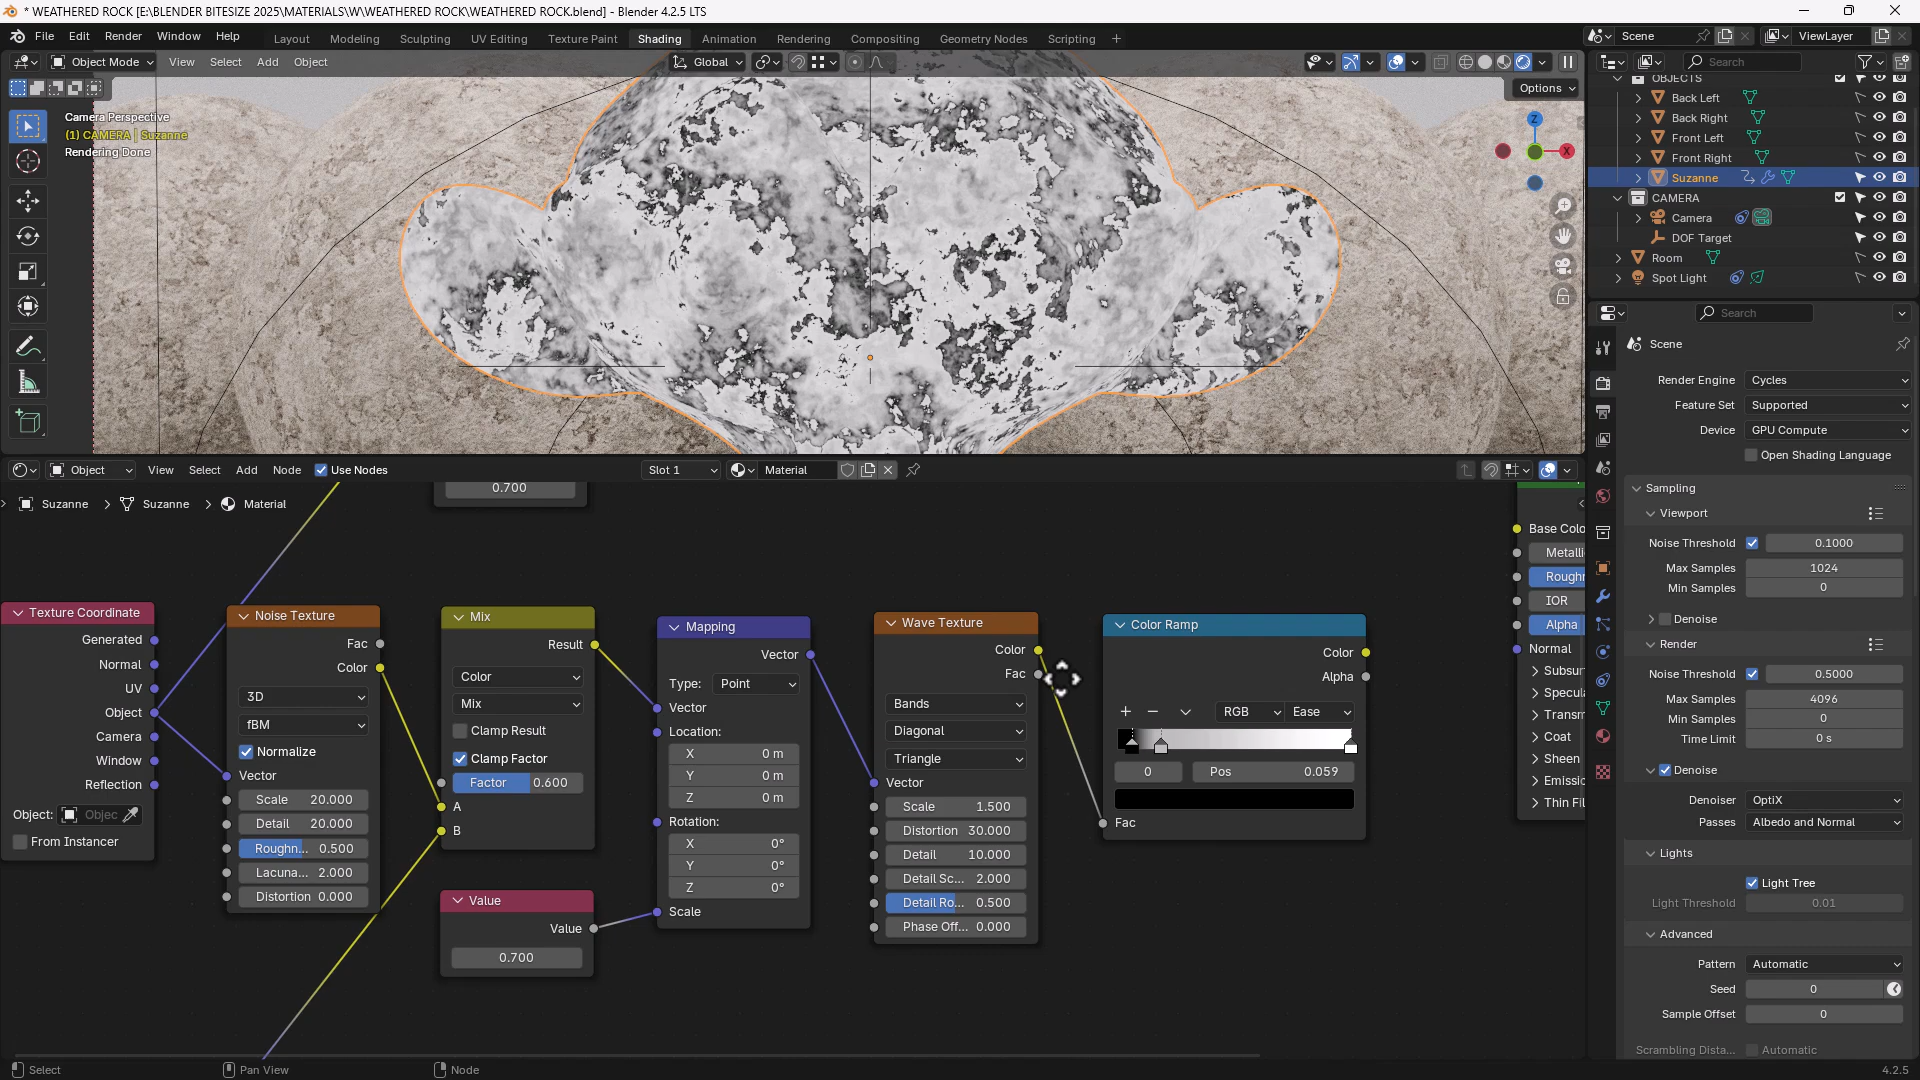 * WEATHERED ROCK [E:\BLENDER BITESIZE 2025\MATERIALS\W\WEATHERED ROCK\WEATHERED ROCK.blend] - Blender 4.2.5 LTS
File Edit Render Window Help Layout Modeling Sculpting UV Editing Texture Paint Shading Animation Rendering Compositing Geometry Nodes Scripting + Scene ViewLayer
Object Mode View Select Add Object Global Search
Options
Camera Perspective
(1) CAMERA | Suzanne
Rendering Done
Z
X
OBJECTS
Back Left
Back Right
Front Left
Front Right
Suzanne
CAMERA
Camera
DOF Target
Room
Spot Light
Search
Scene
Render Engine Cycles
Feature Set Supported
Device GPU Compute
Open Shading Language
Sampling
Viewport
Noise Threshold 0.1000
Max Samples 1024
Min Samples 0
Denoise
Render
Noise Threshold 0.5000
Max Samples 4096
Min Samples 0
Time Limit 0 s
Denoise
Denoiser OptiX
Passes Albedo and Normal
Lights
Light Tree
Light Threshold 0.01
Advanced
Pattern Automatic
Seed 0
Sample Offset 0
Scrambling Dista... Automatic
Object View Select Add Node Use Nodes Slot 1 Material
Suzanne > Suzanne > Material
0.700
Texture Coordinate
Generated
Normal
UV
Object
Camera
Window
Reflection
Object: Objec
From Instancer
Noise Texture
Fac
Color
3D
fBM
Normalize
Vector
Scale 20.000
Detail 20.000
Roughn... 0.500
Lacuna... 2.000
Distortion 0.000
Mix
Result
Color
Mix
Clamp Result
Clamp Factor
Factor 0.600
A
B
Value
Value
0.700
Mapping
Vector
Type: Point
Vector
Location:
X 0 m
Y 0 m
Z 0 m
Rotation:
X 0°
Y 0°
Z 0°
Scale
Wave Texture
Color
Fac
Bands
Diagonal
Triangle
Vector
Scale 1.500
Distortion 30.000
Detail 10.000
Detail Sc... 2.000
Detail Ro... 0.500
Phase Off... 0.000
Color Ramp
Color
Alpha
+ − RGB Ease
0 Pos 0.059
Fac
Base Colo
Metalli
Roughn
IOR
Alpha
Normal
Subsur
Specula
Transm
Coat
Sheen
Emissio
Thin Fil
Select Pan View Node 4.2.5